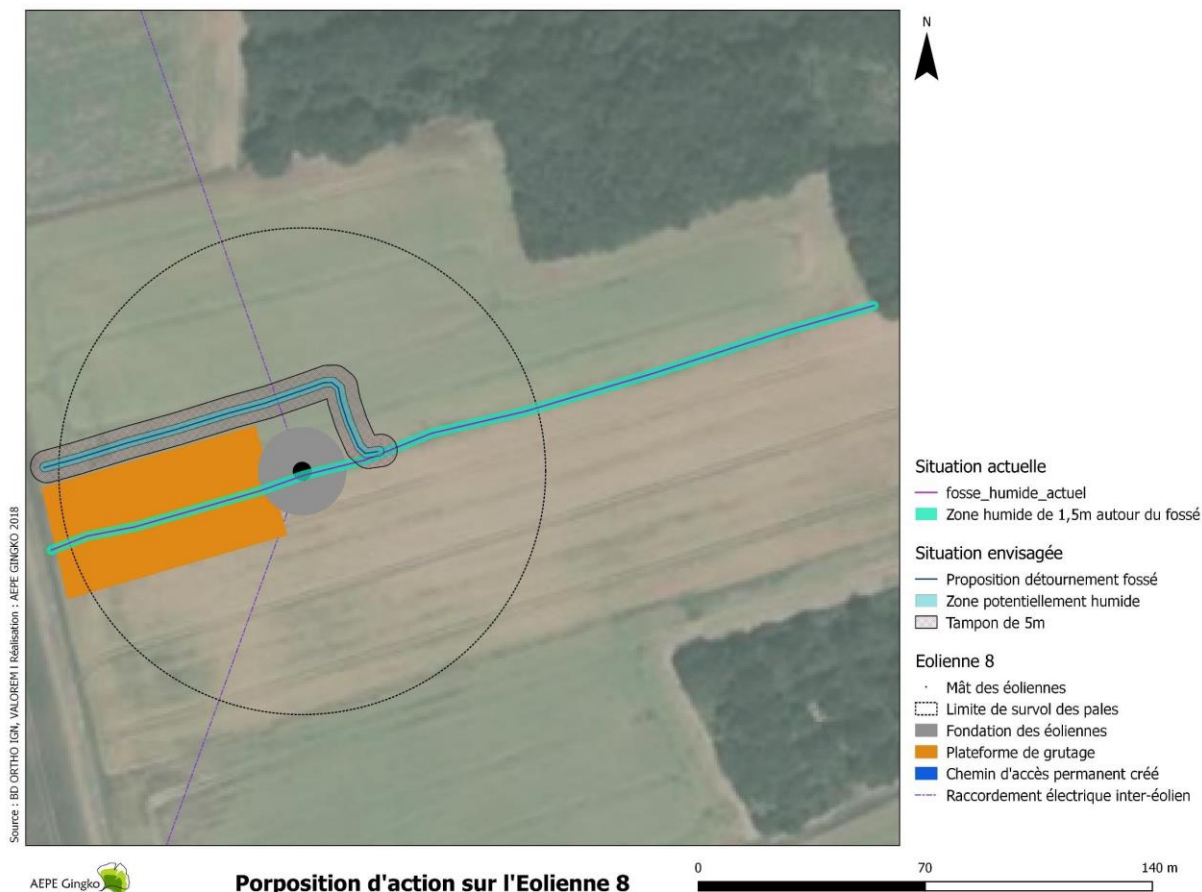 N
Situation actuelle
fosse_humide_actuel
Zone humide de 1,5m autour du fossé
Situation envisagée
Proposition détournement fossé
Zone potentiellement humide
Tampon de 5m
Eolienne 8
Mât des éoliennes
Limite de survol des pales
Fondation des éoliennes
Plateforme de grutage
Chemin d'accès permanent créé
Raccordement électrique inter-éolien
Source : BD ORTHO IGN, VALOREM I Réalisation : AEPE GINGKO 2018
AEPE Gingko
Porposition d'action sur l'Eolienne 8
0 70 140 m